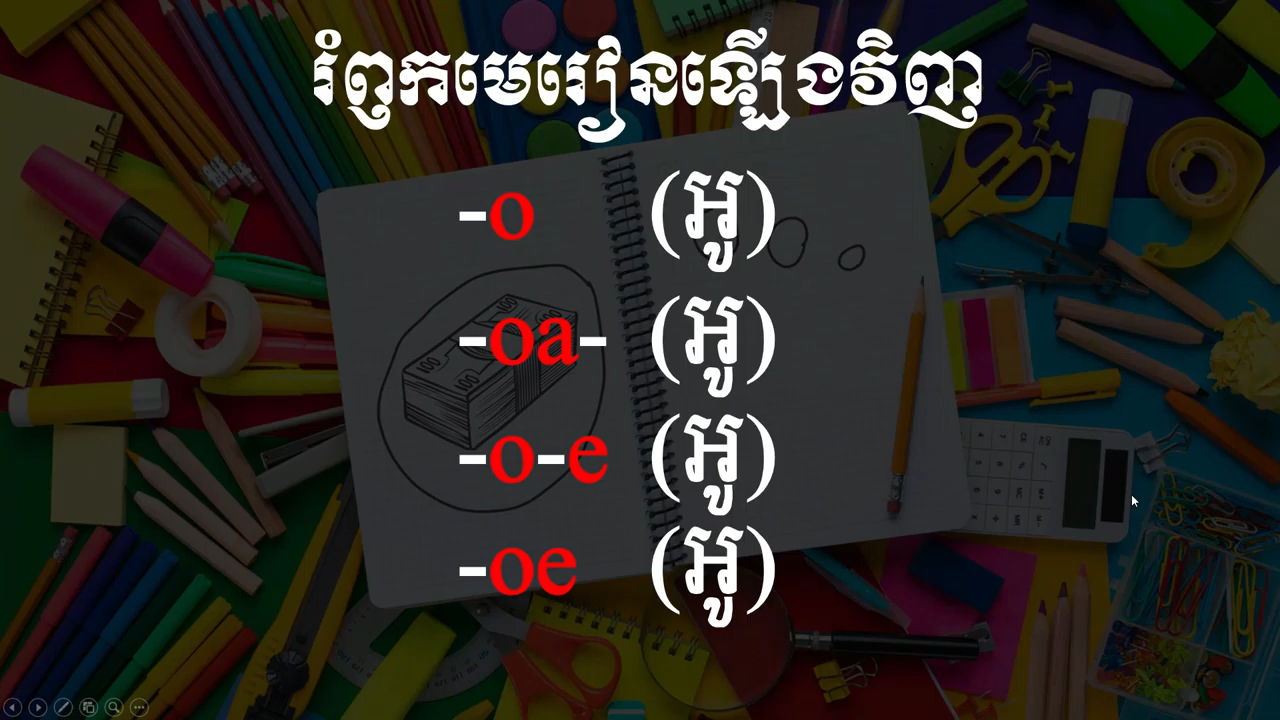 រំឭកមេរៀនឡើងវិញ
-o (អូ)
-oa- (អូ)
-o-e (អូ)
-oe (អូ)